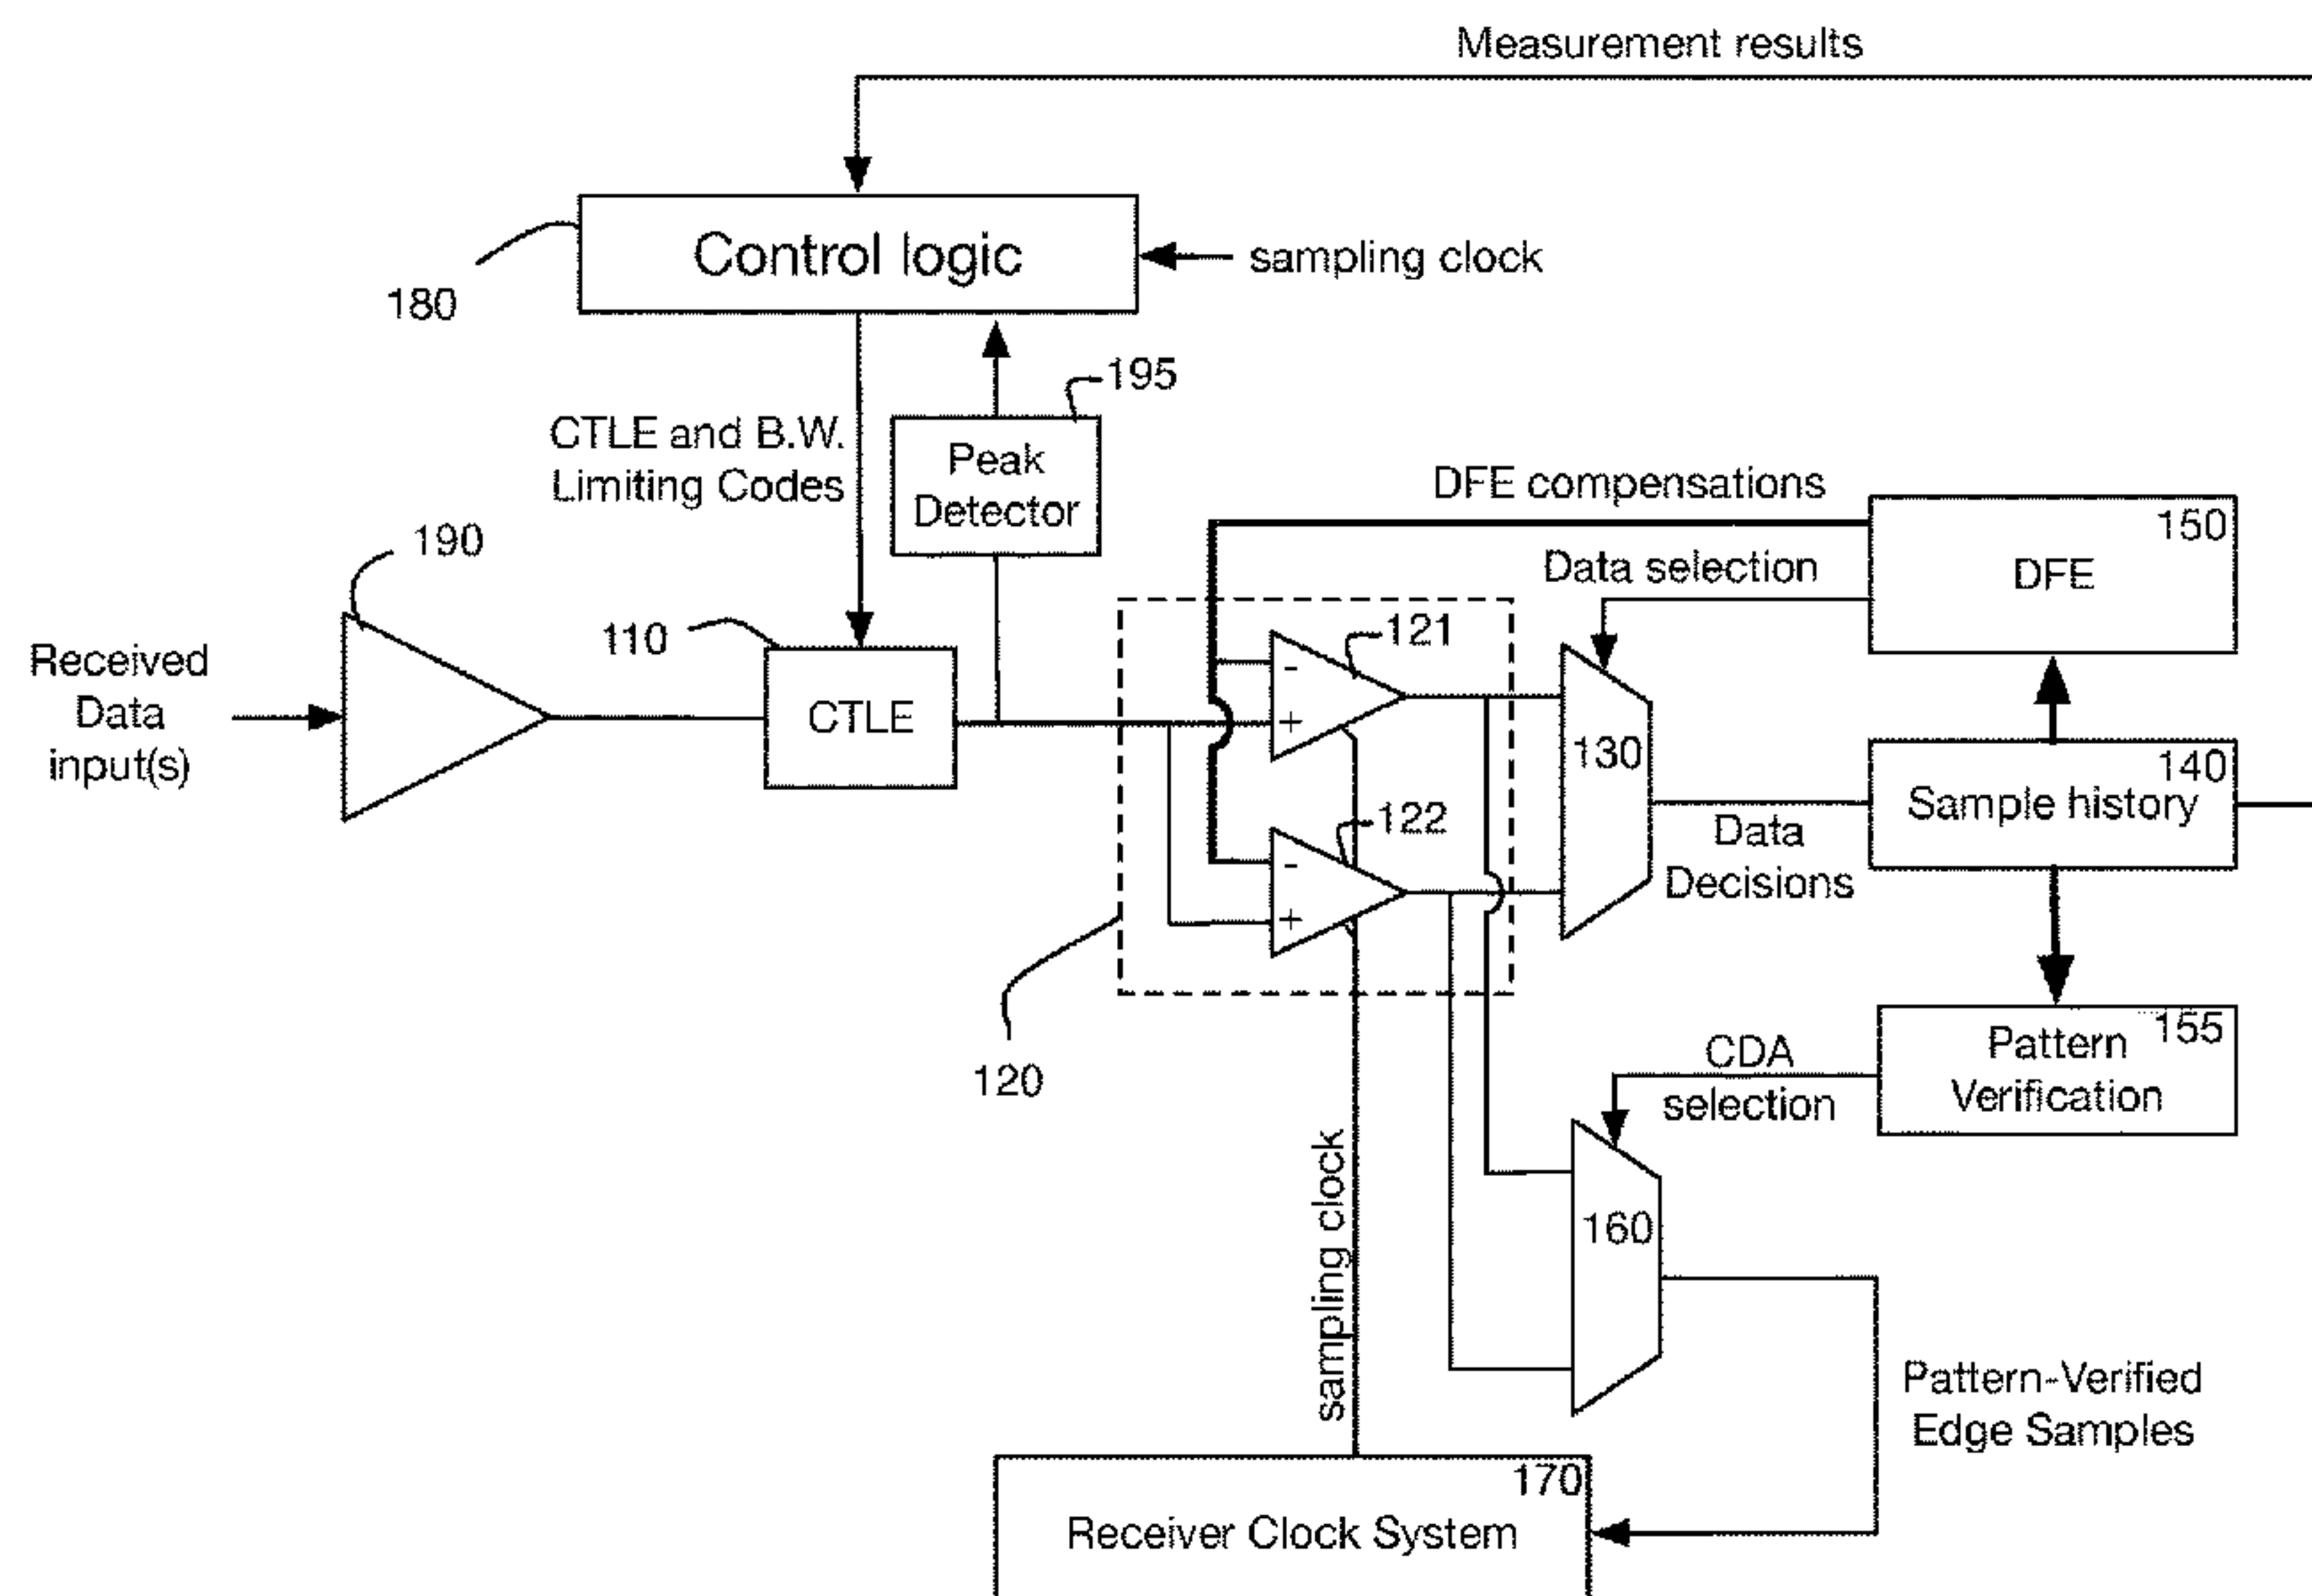 Measurement results
Control logic
sampling clock
180
195
CTLE and B.W.
Limiting Codes
Peak
Detector
DFE compensations
150
DFE
Data selection
190
110
121
Received
Data
input(s)
CTLE
-
+
130
140
Sample history
122
Data
Decisions
-
+
120
155
Pattern
Verification
CDA
selection
160
sampling clock
Pattern-Verified
Edge Samples
170
Receiver Clock System